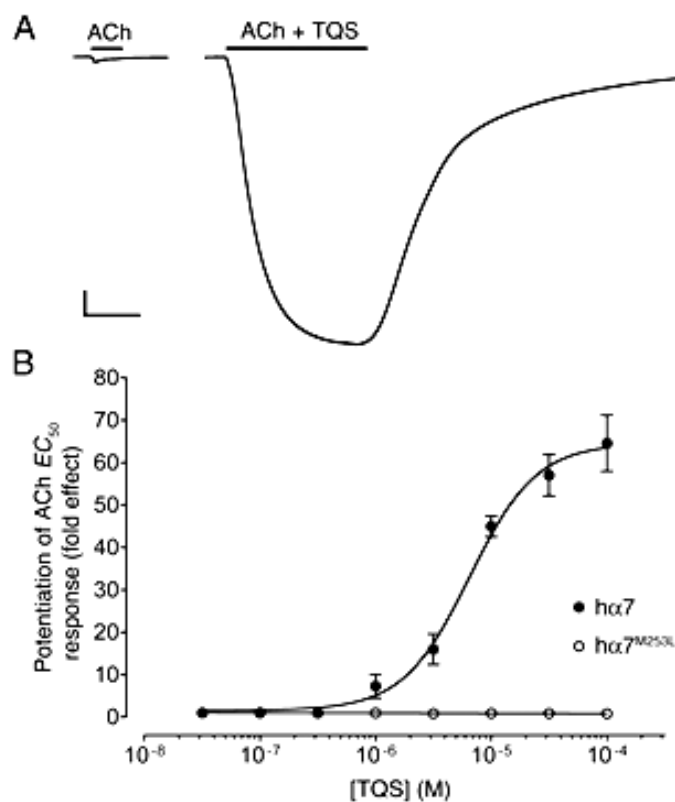 A
ACh
ACh + TQS
B
Potentiation of ACh EC₅₀
response (fold effect)
80
70
60
50
40
30
20
10
0
hα7
hα7ᴹ²⁵³ᴸ
10⁻⁸
10⁻⁷
10⁻⁶
10⁻⁵
10⁻⁴
[TQS] (M)